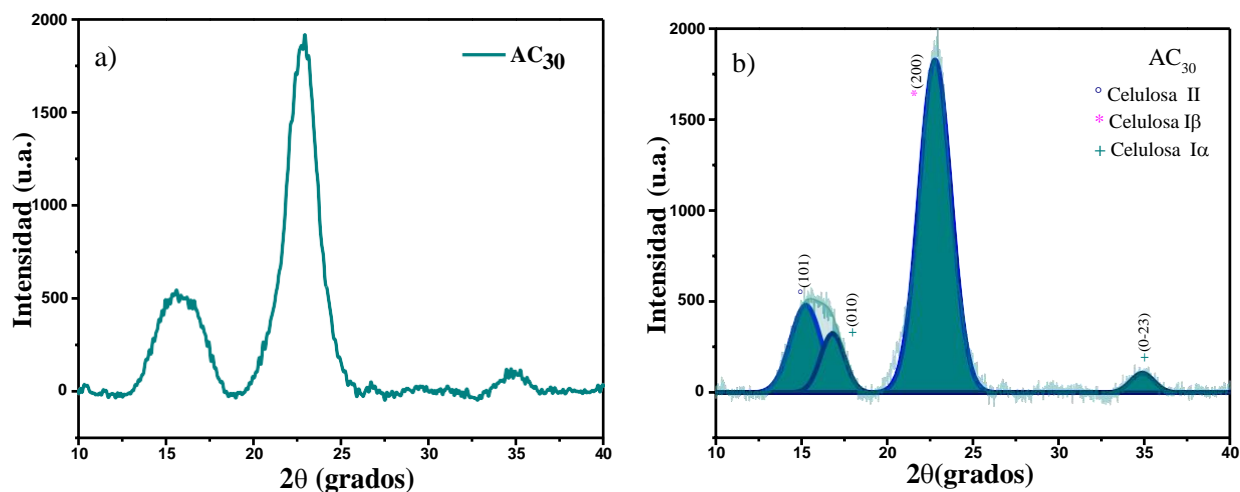 a)
AC30
Intensidad (u.a.)
2000
1500
1000
500
0
10 15 20 25 30 35 40
2θ (grados)
b)
AC30
° Celulosa II
* Celulosa Iβ
+ Celulosa Iα
°(101)
+(010)
*(200)
+(0-23)
Intensidad (u.a.)
2000
1500
1000
500
0
10 15 20 25 30 35 40
2θ(grados)